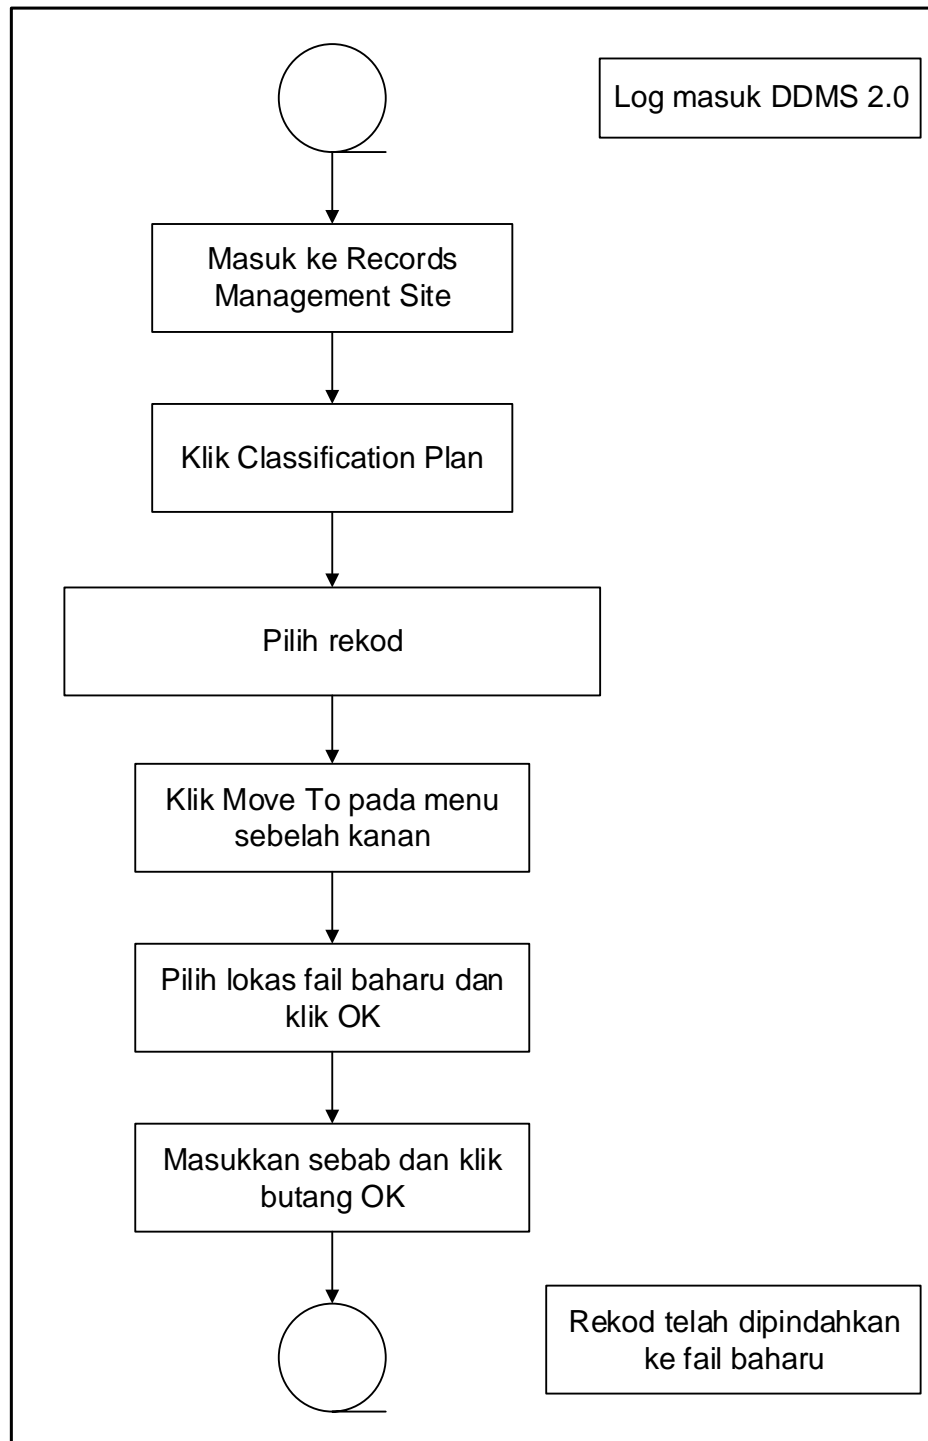 Log masuk DDMS 2.0
Masuk ke Records
Management Site
Klik Classification Plan
Pilih rekod
Klik Move To pada menu
sebelah kanan
Pilih lokas fail baharu dan
klik OK
Masukkan sebab dan klik
butang OK
Rekod telah dipindahkan
ke fail baharu